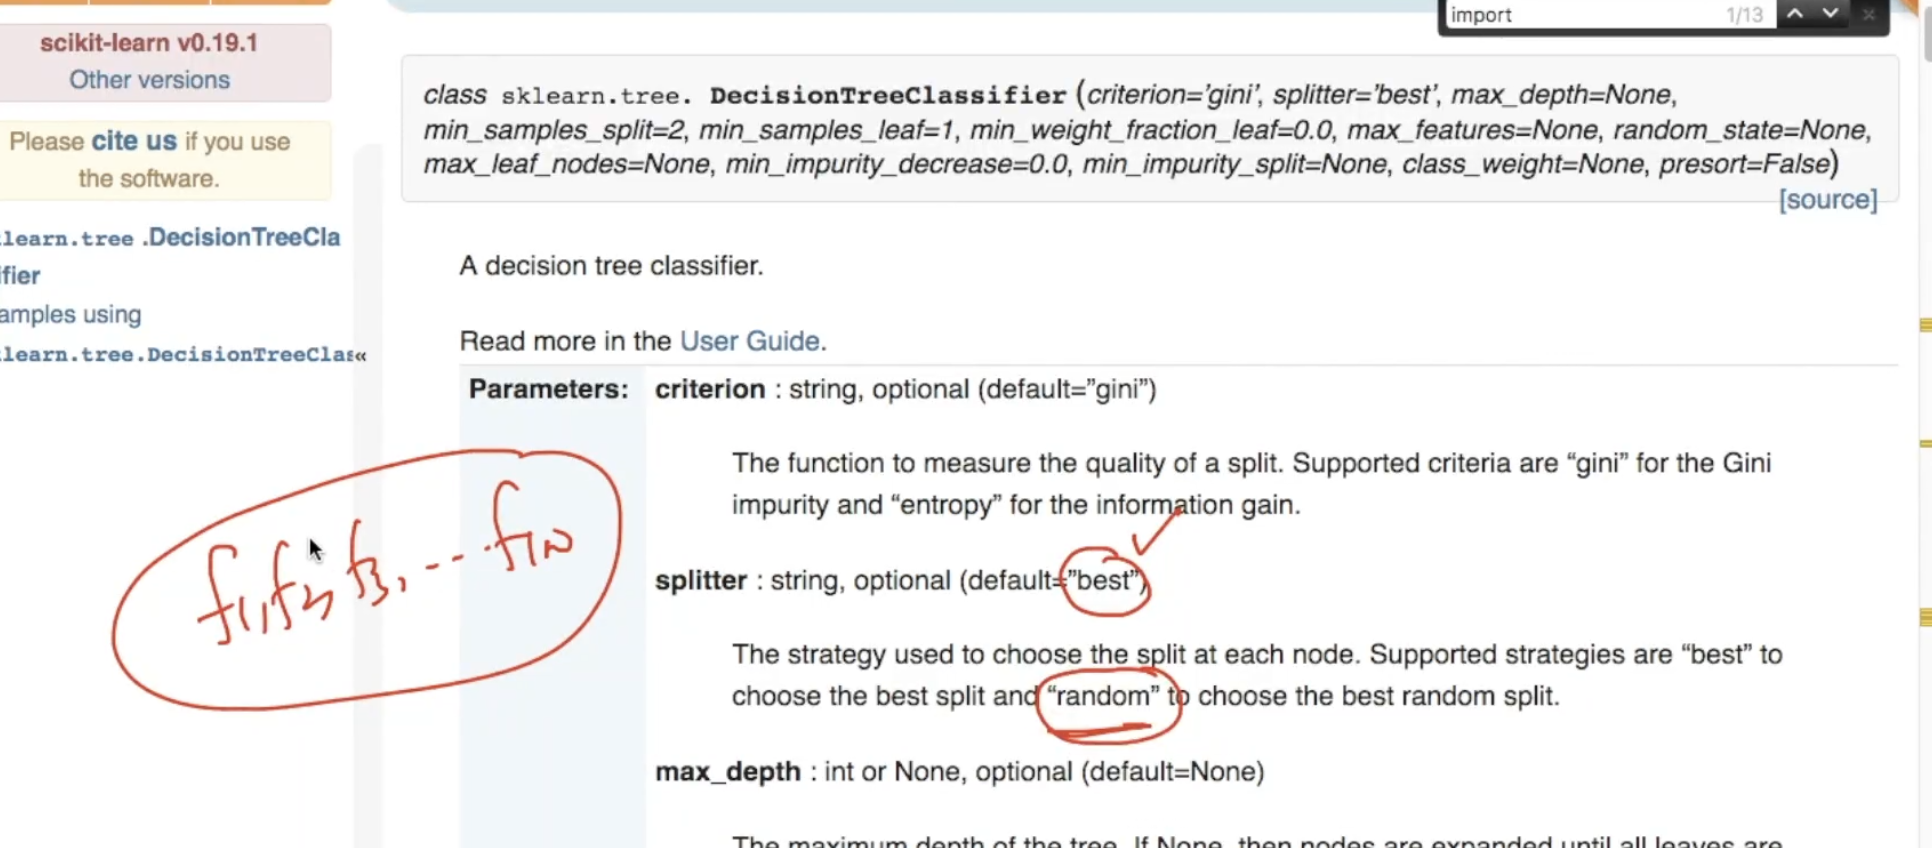 import 1/13
scikit-learn v0.19.1
Other versions
Please cite us if you use
the software.
learn.tree .DecisionTreeCla
ifier
amples using
learn.tree.DecisionTreeClas«
class sklearn.tree. DecisionTreeClassifier (criterion=’gini’, splitter=’best’, max_depth=None,
min_samples_split=2, min_samples_leaf=1, min_weight_fraction_leaf=0.0, max_features=None, random_state=None,
max_leaf_nodes=None, min_impurity_decrease=0.0, min_impurity_split=None, class_weight=None, presort=False)
[source]
A decision tree classifier.
Read more in the User Guide.
Parameters: criterion : string, optional (default=”gini”)
The function to measure the quality of a split. Supported criteria are “gini” for the Gini
impurity and “entropy” for the information gain.
f1, f2, f3, ... f10
splitter : string, optional (default=”best”)
The strategy used to choose the split at each node. Supported strategies are “best” to
choose the best split and “random” to choose the best random split.
max_depth : int or None, optional (default=None)
The maximum depth of the tree. If None, then nodes are expanded until all leaves are